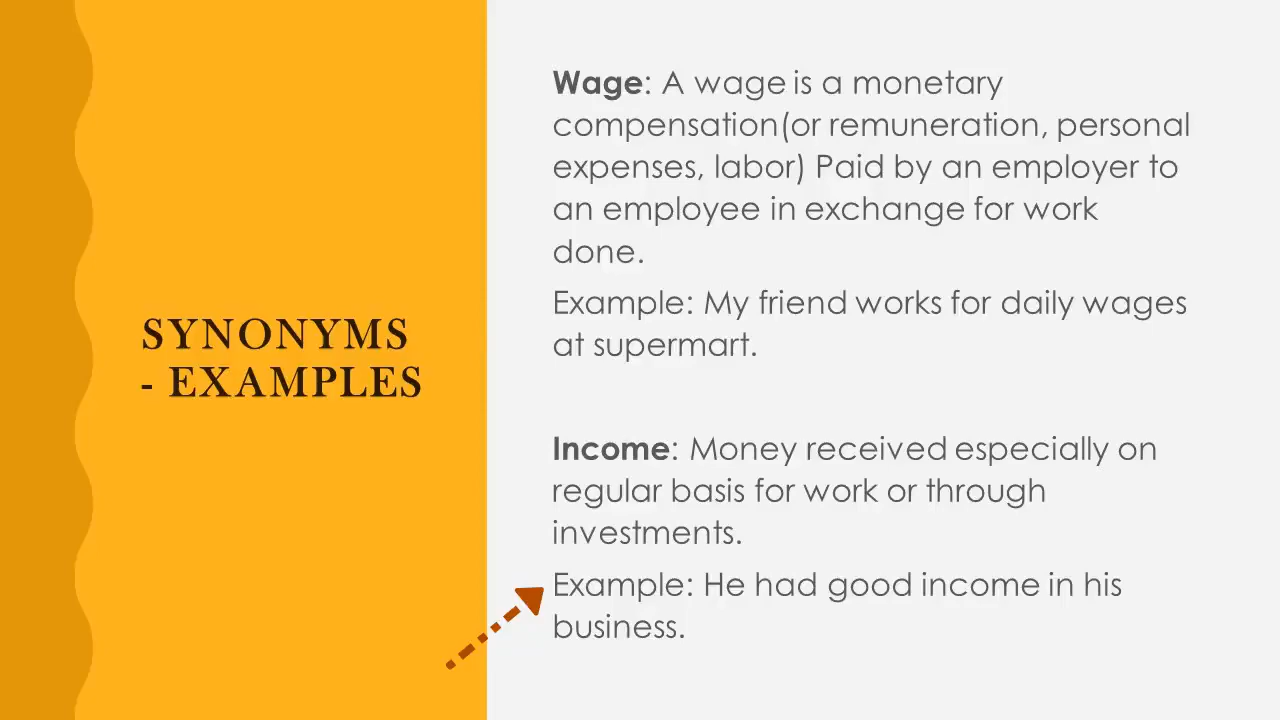 SYNONYMS
- EXAMPLES
Wage: A wage is a monetary
compensation(or remuneration, personal
expenses, labor) Paid by an employer to
an employee in exchange for work
done.
Example: My friend works for daily wages
at supermart.
Income: Money received especially on
regular basis for work or through
investments.
Example: He had good income in his
business.